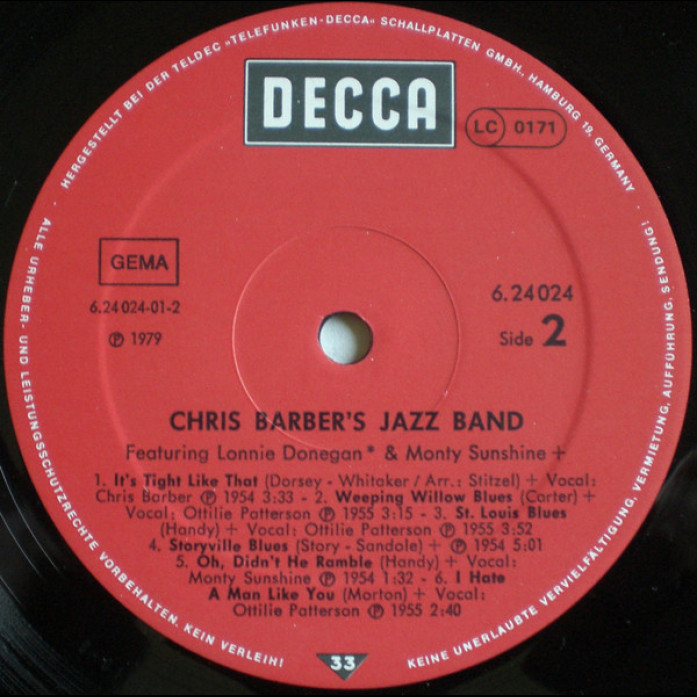 HERGESTELLT BEI DER TELDEC »TELEFUNKEN-DECCA« SCHALLPLATTEN GMBH., HAMBURG 19, GERMANY ·
DECCA
LC 0171
GEMA
6.24 024-01-2
Ⓟ 1979
6.24024
Side 2
CHRIS BARBER'S JAZZ BAND
Featuring Lonnie Donegan* & Monty Sunshine +
1. It's Tight Like That (Dorsey - Whitaker / Arr.: Stitzel) + Vocal:
Chris Barber Ⓟ 1954 3:33 - 2. Weeping Willow Blues (Carter) +
Vocal: Ottilie Patterson Ⓟ 1955 3:15 - 3. St. Louis Blues
(Handy) + Vocal: Ottilie Patterson Ⓟ 1955 3:52
4. Storyville Blues (Story - Sandole) + Ⓟ 1954 5:01
5. Oh, Didn't He Ramble (Handy) + Vocal:
Monty Sunshine Ⓟ 1954 1:32 - 6. I Hate
A Man Like You (Morton) + Vocal:
Ottilie Patterson Ⓟ 1955 2:40
33
ALLE URHEBER- UND LEISTUNGSSCHUTZRECHTE VORBEHALTEN. KEIN VERLEIH!
KEINE UNERLAUBTE VERVIELFÄLTIGUNG, VERMIETUNG, AUFFÜHRUNG, SENDUNG!